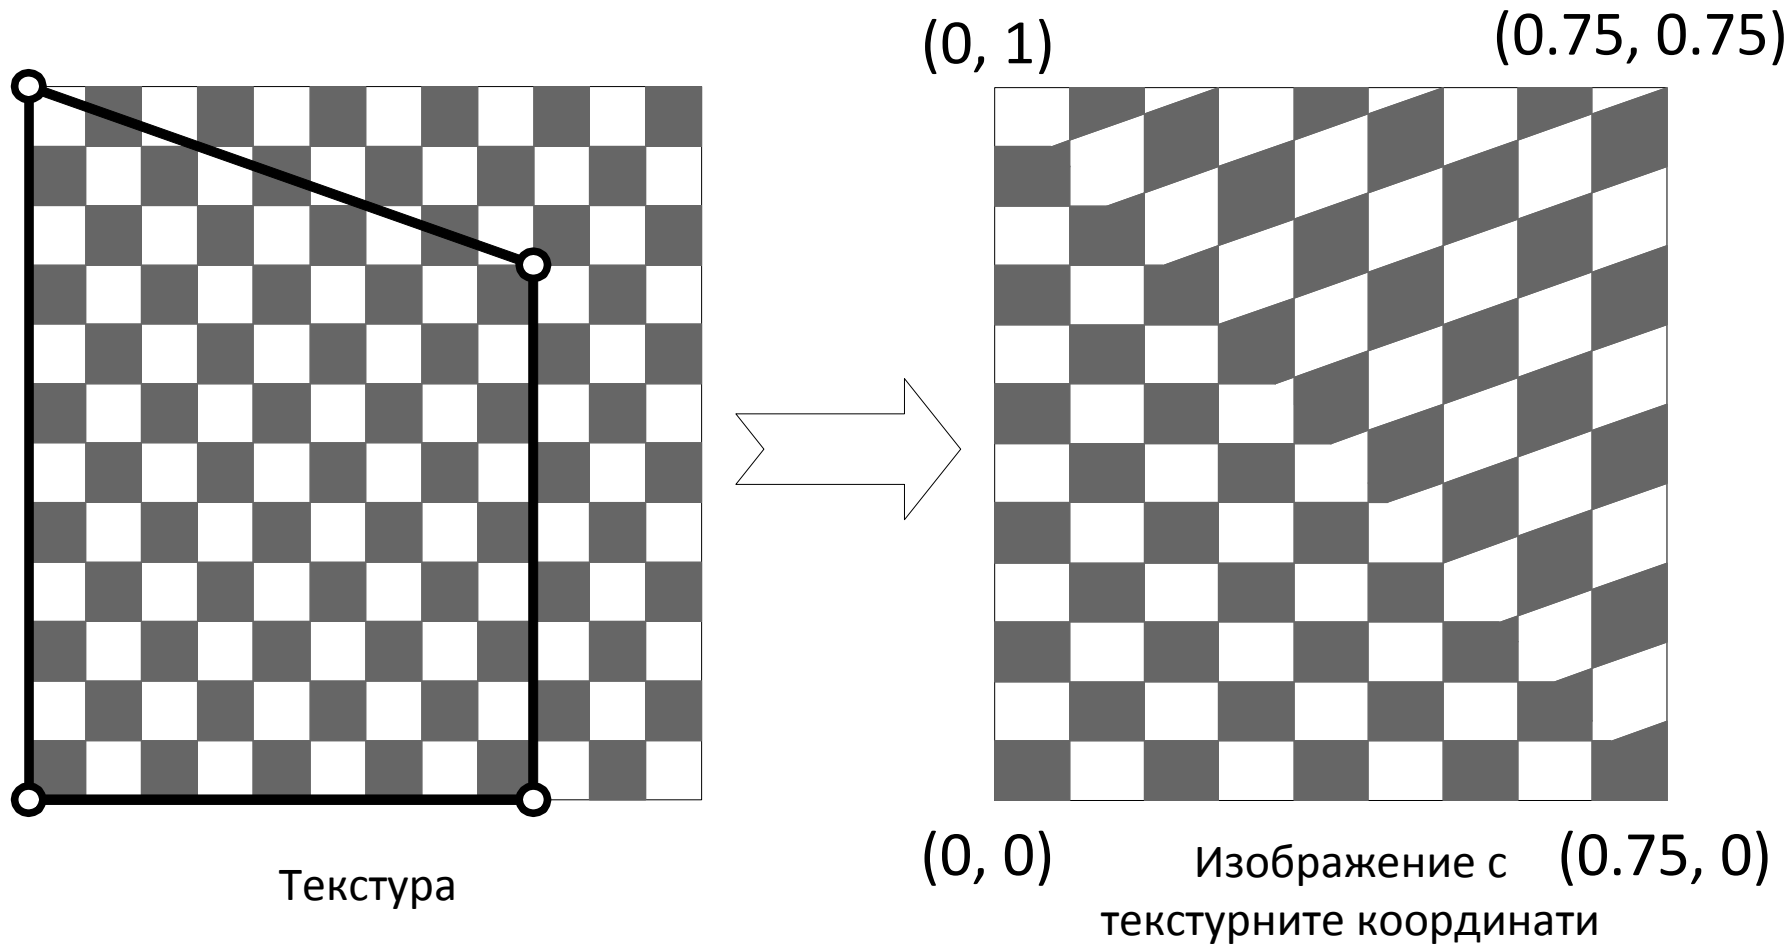 (0, 1)
(0.75, 0.75)
(0, 0)
(0.75, 0)
Текстура
Изображение с
текстурните координати